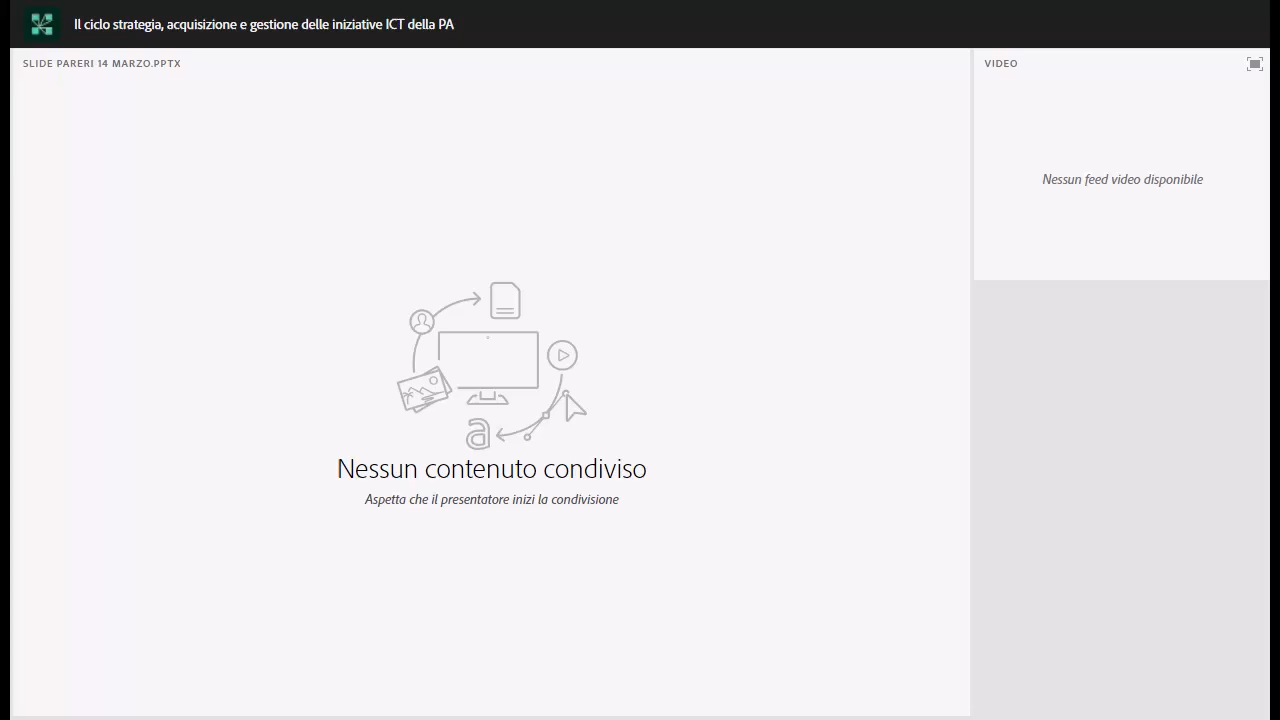 Il ciclo strategia, acquisizione e gestione delle iniziative ICT della PA
SLIDE PARERI 14 MARZO.PPTX
VIDEO
Nessun feed video disponibile
a
Nessun contenuto condiviso
Aspetta che il presentatore inizi la condivisione